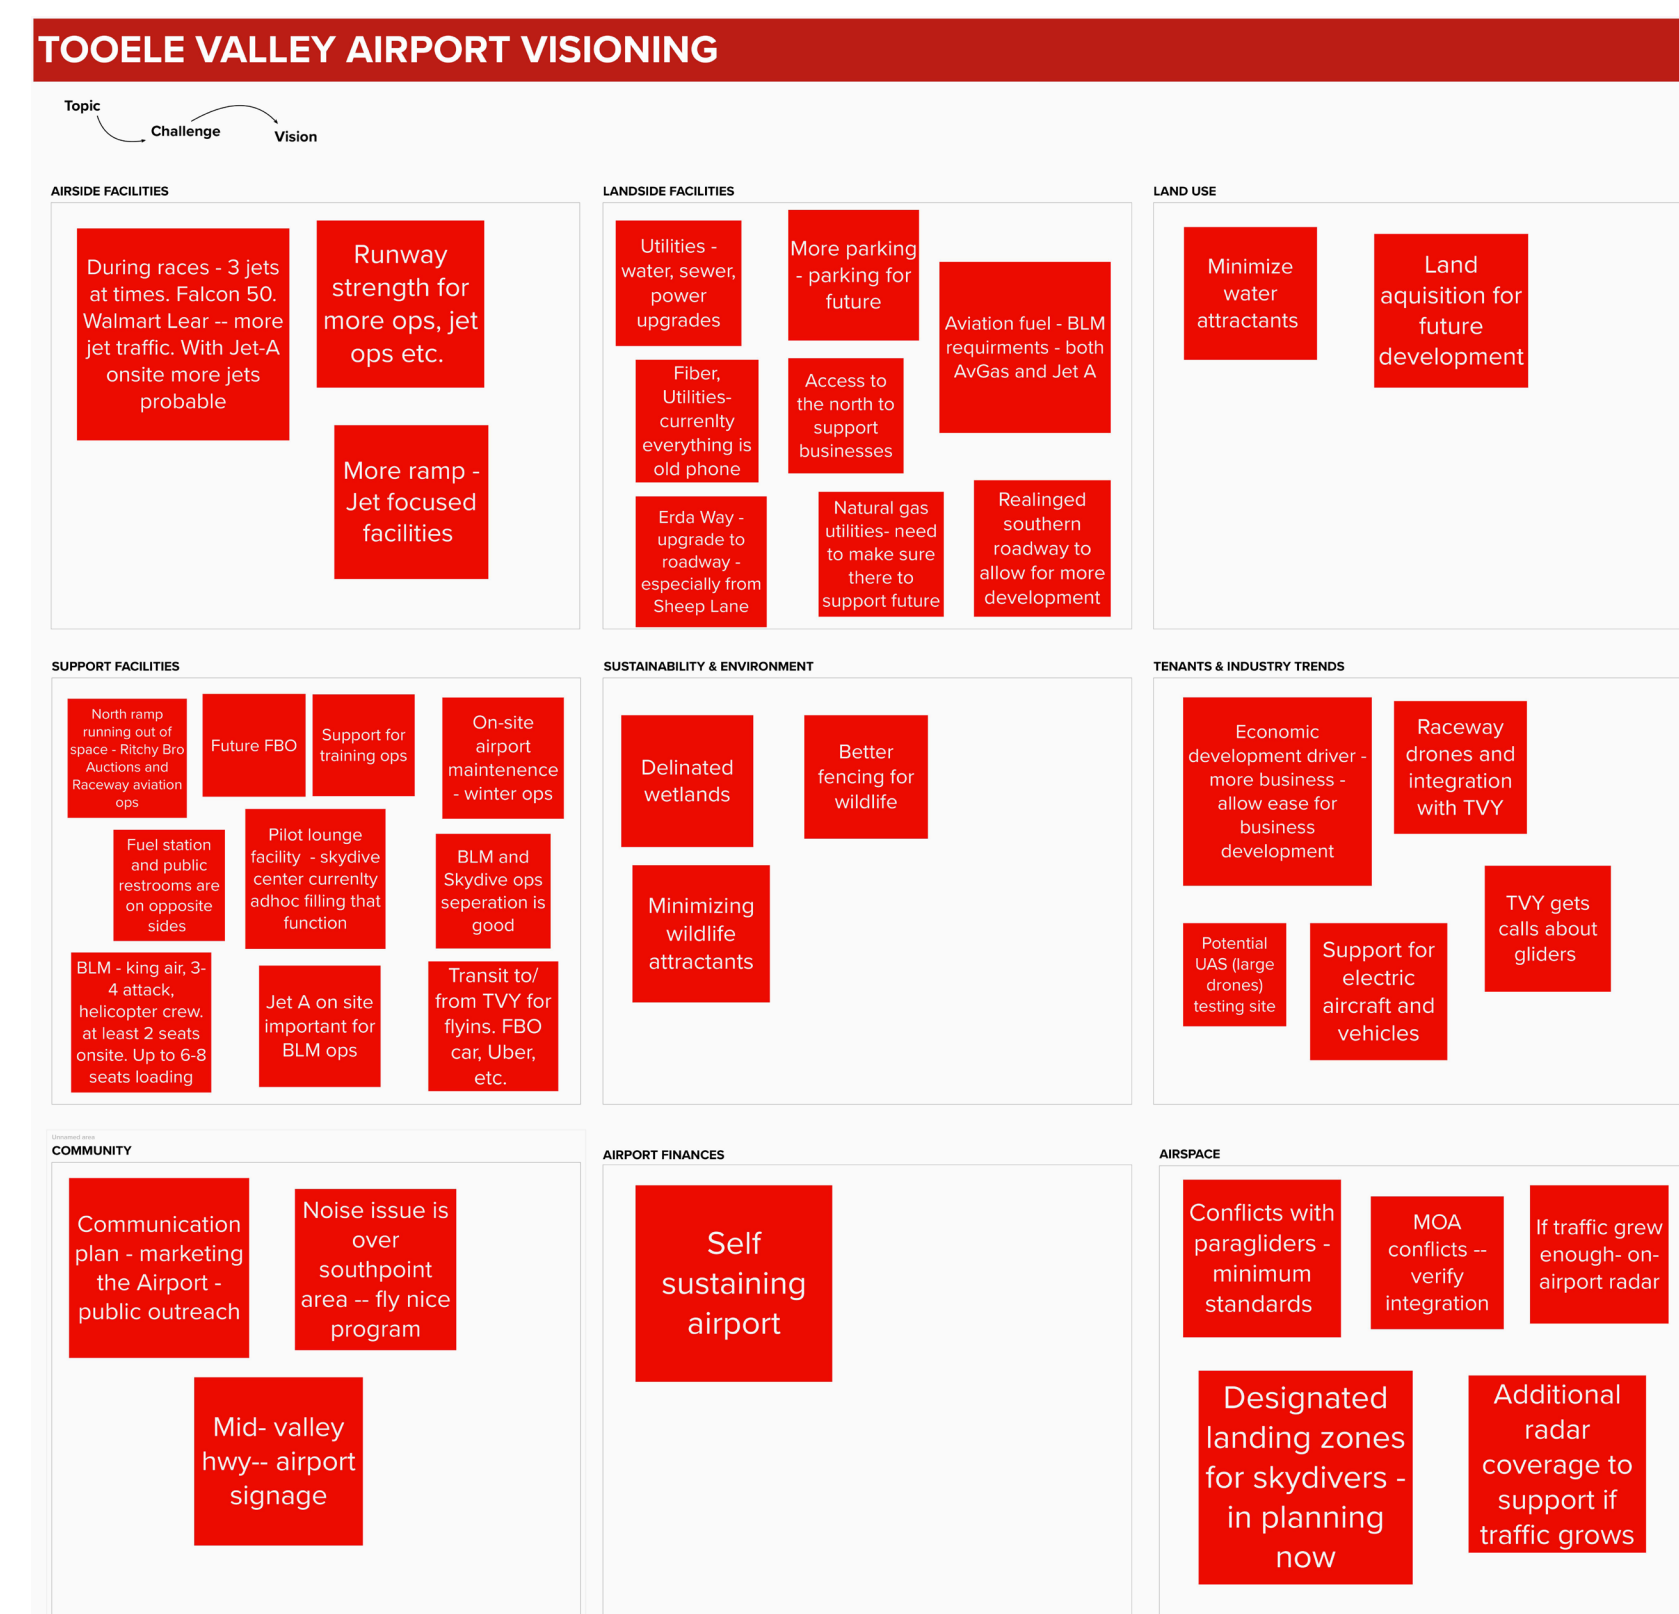 TOOELE VALLEY AIRPORT VISIONING
Topic
Challenge
Vision
AIRSIDE FACILITIES
During races - 3 jets
at times. Falcon 50.
Walmart Lear -- more
jet traffic. With Jet-A
onsite more jets
probable
Runway
strength for
more ops, jet
ops etc.
More ramp -
Jet focused
facilities
LANDSIDE FACILITIES
Utilities -
water, sewer,
power
upgrades
More parking
- parking for
future
Aviation fuel - BLM
requirments - both
AvGas and Jet A
Fiber,
Utilities-
currenlty
everything is
old phone
Access to
the north to
support
businesses
Erda Way -
upgrade to
roadway -
especially from
Sheep Lane
Natural gas
utilities- need
to make sure
there to
support future
Realinged
southern
roadway to
allow for more
development
LAND USE
Minimize
water
attractants
Land
aquisition for
future
development
SUPPORT FACILITIES
North ramp
running out of
space - Ritchy Bro
Auctions and
Raceway aviation
ops
Future FBO
Support for
training ops
On-site
airport
maintenence
- winter ops
Fuel station
and public
restrooms are
on opposite
sides
Pilot lounge
facility - skydive
center currenlty
adhoc filling that
function
BLM and
Skydive ops
seperation is
good
BLM - king air, 3-
4 attack,
helicopter crew.
at least 2 seats
onsite. Up to 6-8
seats loading
Jet A on site
important for
BLM ops
Transit to/
from TVY for
flyins. FBO
car, Uber,
etc.
SUSTAINABILITY & ENVIRONMENT
Delinated
wetlands
Better
fencing for
wildlife
Minimizing
wildlife
attractants
TENANTS & INDUSTRY TRENDS
Economic
development driver -
more business -
allow ease for
business
development
Raceway
drones and
integration
with TVY
TVY gets
calls about
gliders
Potential
UAS (large
drones)
testing site
Support for
electric
aircraft and
vehicles
Unnamed area
COMMUNITY
Communication
plan - marketing
the Airport -
public outreach
Noise issue is
over
southpoint
area -- fly nice
program
Mid- valley
hwy-- airport
signage
AIRPORT FINANCES
Self
sustaining
airport
AIRSPACE
Conflicts with
paragliders -
minimum
standards
MOA
conflicts --
verify
integration
If traffic grew
enough- on-
airport radar
Designated
landing zones
for skydivers -
in planning
now
Additional
radar
coverage to
support if
traffic grows